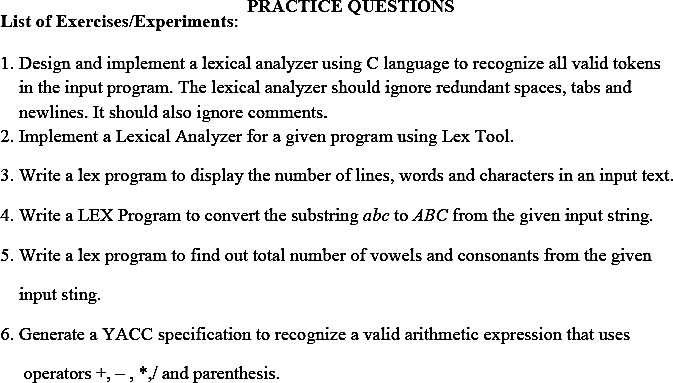 PRACTICE QUESTIONS
List of Exercises/Experiments:
1. Design and implement a lexical analyzer using C language to recognize all valid tokens
in the input program. The lexical analyzer should ignore redundant spaces, tabs and
newlines. It should also ignore comments.
2. Implement a Lexical Analyzer for a given program using Lex Tool.
3. Write a lex program to display the number of lines, words and characters in an input text.
4. Write a LEX Program to convert the substring abc to ABC from the given input string.
5. Write a lex program to find out total number of vowels and consonants from the given
input sting.
6. Generate a YACC specification to recognize a valid arithmetic expression that uses
operators +, – , *,/ and parenthesis.